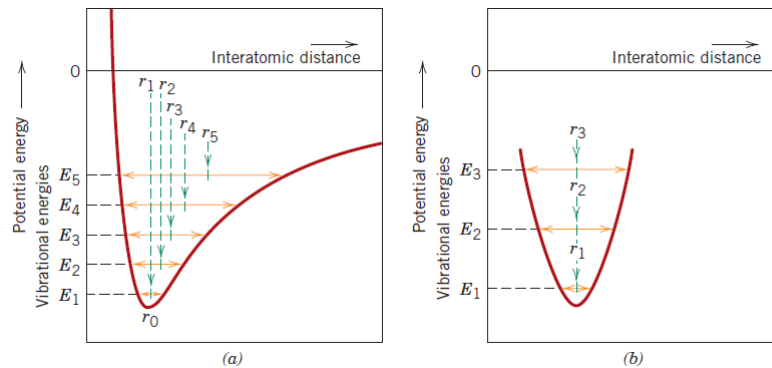 Interatomic distance
0
r1 r2
r3
r4
r5
E5
E4
E3
E2
E1
r0
Potential energy
Vibrational energies
(a)
Interatomic distance
0
r3
E3
r2
E2
r1
E1
Potential energy
Vibrational energies
(b)